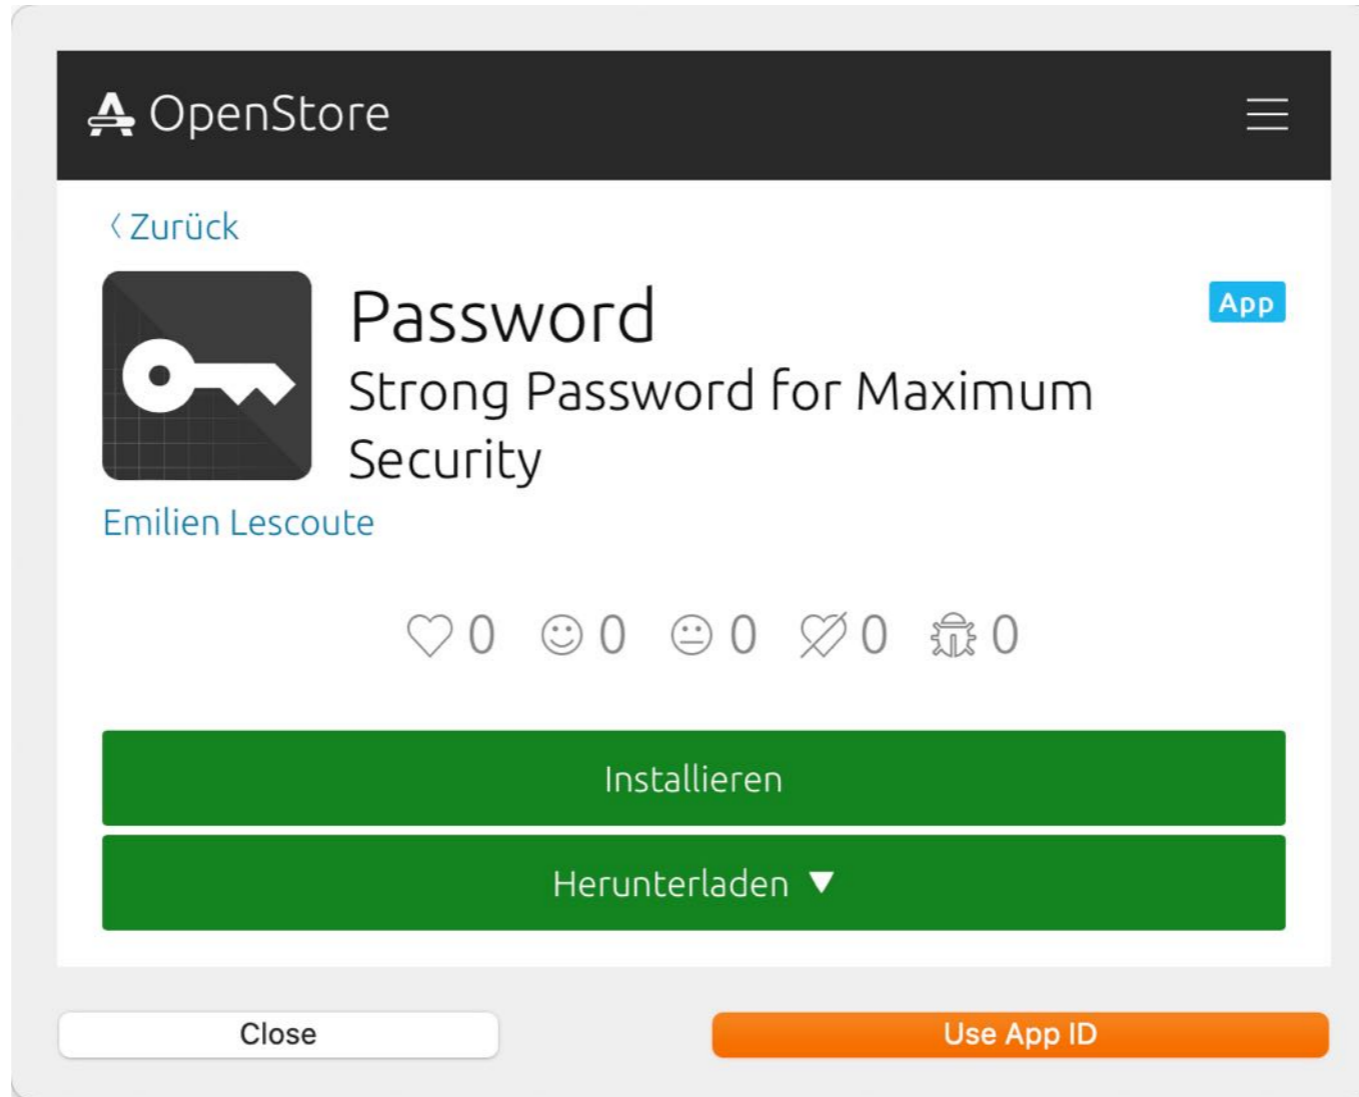 OpenStore
Zurück
Password
App
Strong Password for Maximum
Security
Emilien Lescoute
0 0 0 0 0
Installieren
Herunterladen ▼
Close
Use App ID